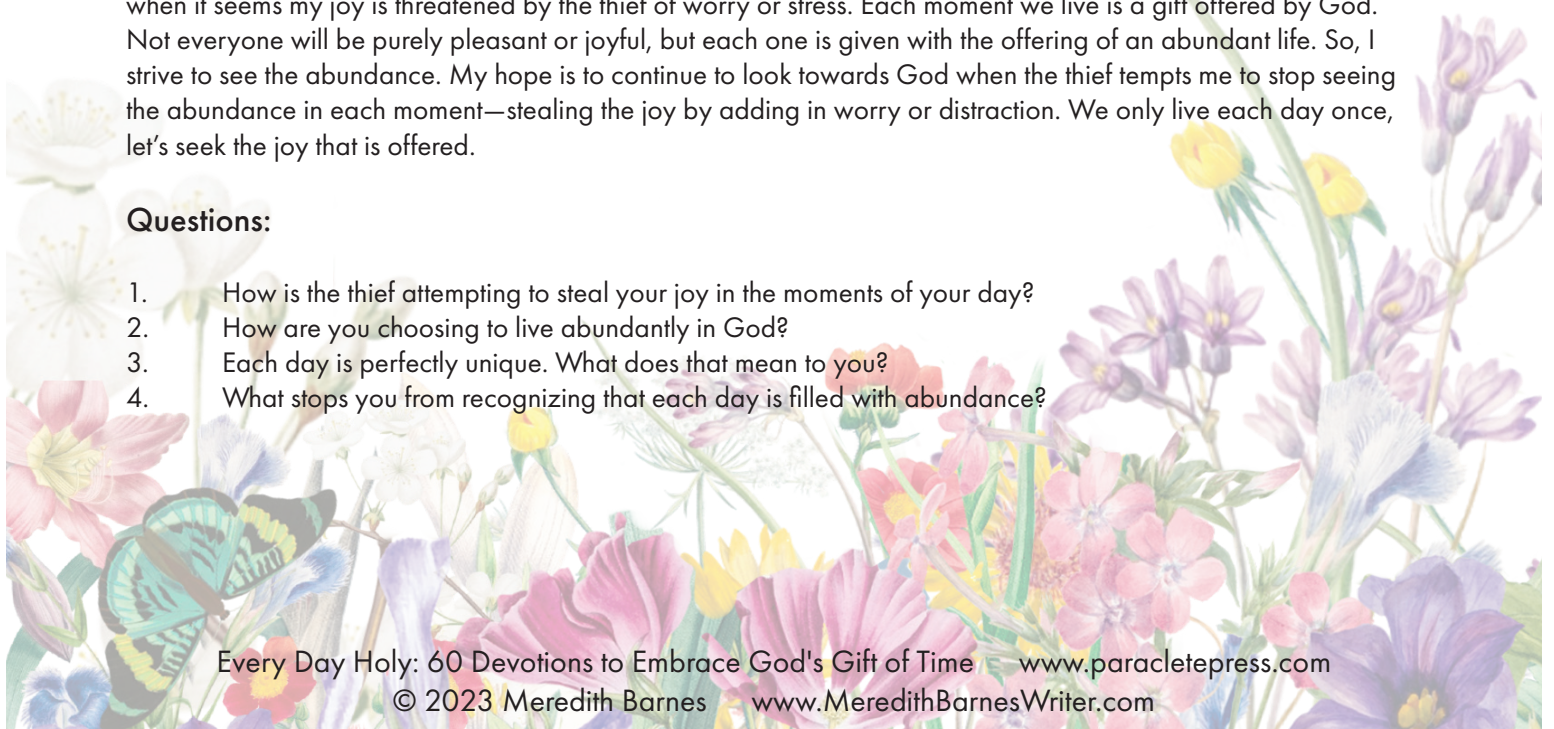 when it seems my joy is threatened by the thief of worry or stress. Each moment we live is a gift offered by God.
Not everyone will be purely pleasant or joyful, but each one is given with the offering of an abundant life. So, I
strive to see the abundance. My hope is to continue to look towards God when the thief tempts me to stop seeing
the abundance in each moment—stealing the joy by adding in worry or distraction. We only live each day once,
let’s seek the joy that is offered.
Questions:
1. How is the thief attempting to steal your joy in the moments of your day?
2. How are you choosing to live abundantly in God?
3. Each day is perfectly unique. What does that mean to you?
4. What stops you from recognizing that each day is filled with abundance?
Every Day Holy: 60 Devotions to Embrace God's Gift of Time www.paracletepress.com
© 2023 Meredith Barnes www.MeredithBarnesWriter.com